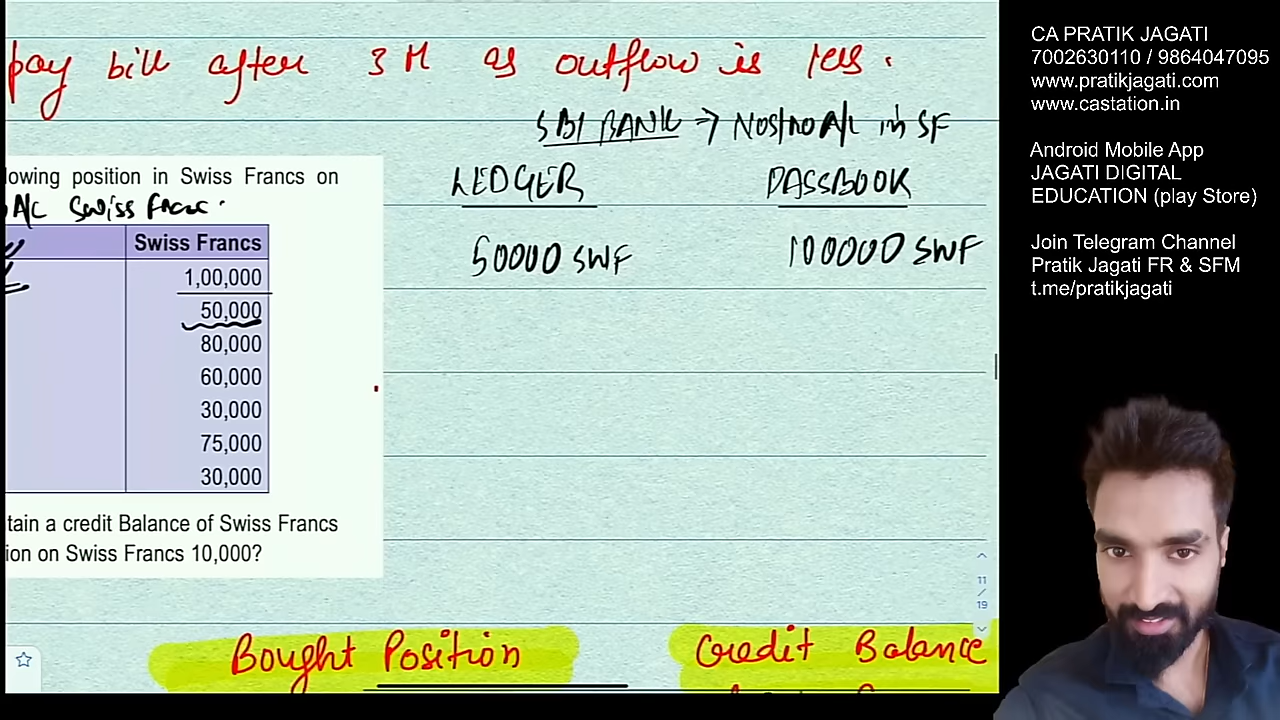 pay bill after 3 M as outflow is less.
SBI BANK ⇒ Nostro A/c in SF
LEDGER
PASSBOOK
50000 SWF
100000 SWF
lowing position in Swiss Francs on
A/C Swiss Franc.
Swiss Francs
1,00,000
50,000
80,000
60,000
30,000
75,000
30,000
tain a credit Balance of Swiss Francs
ion on Swiss Francs 10,000?
11
/
19
Bought Position
Credit Balance
CA PRATIK JAGATI
7002630110 / 9864047095
www.pratikjagati.com
www.castation.in
Android Mobile App
JAGATI DIGITAL
EDUCATION (play Store)
Join Telegram Channel
Pratik Jagati FR & SFM
t.me/pratikjagati